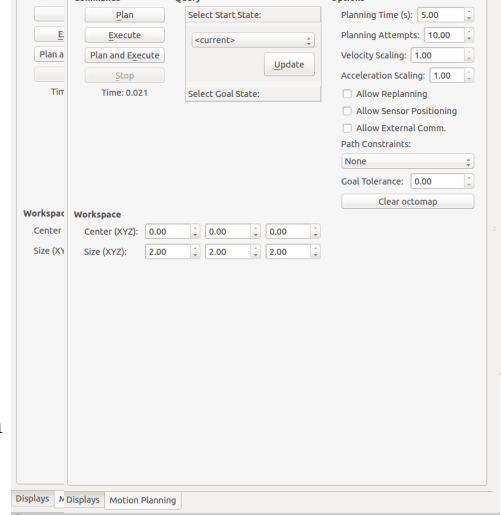 Commands Query Options
Plan Select Start State: Planning Time (s): 5.00
E Execute <current> Planning Attempts: 10.00
Plan a Plan and Execute Update Velocity Scaling: 1.00
Stop Acceleration Scaling: 1.00
Tim Time: 0.021 Select Goal State: Allow Replanning
Allow Sensor Positioning
Allow External Comm.
Path Constraints:
None
Goal Tolerance: 0.00
Clear octomap
Workspac Workspace
Center Center (XYZ): 0.00 0.00 0.00
Size (XY Size (XYZ): 2.00 2.00 2.00
Displays M Displays Motion Planning